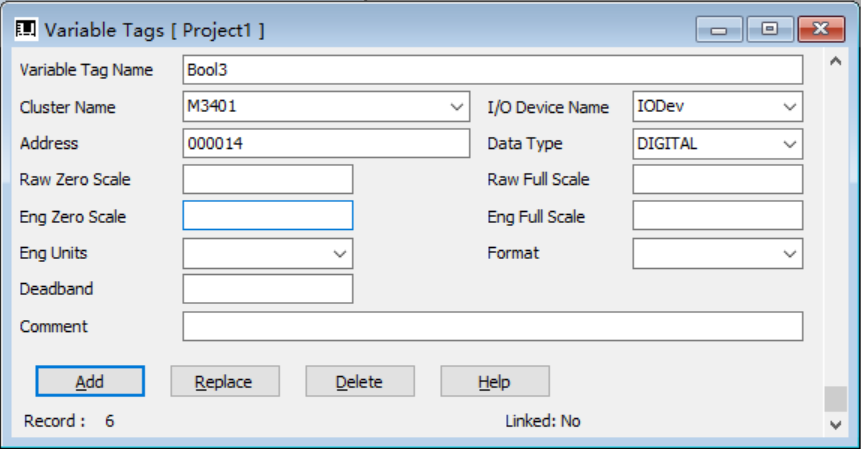 Variable Tags [ Project1 ]
Variable Tag Name Bool3
Cluster Name M3401 I/O Device Name IODev
Address 000014 Data Type DIGITAL
Raw Zero Scale Raw Full Scale
Eng Zero Scale Eng Full Scale
Eng Units Format
Deadband
Comment
Add Replace Delete Help
Record : 6 Linked: No